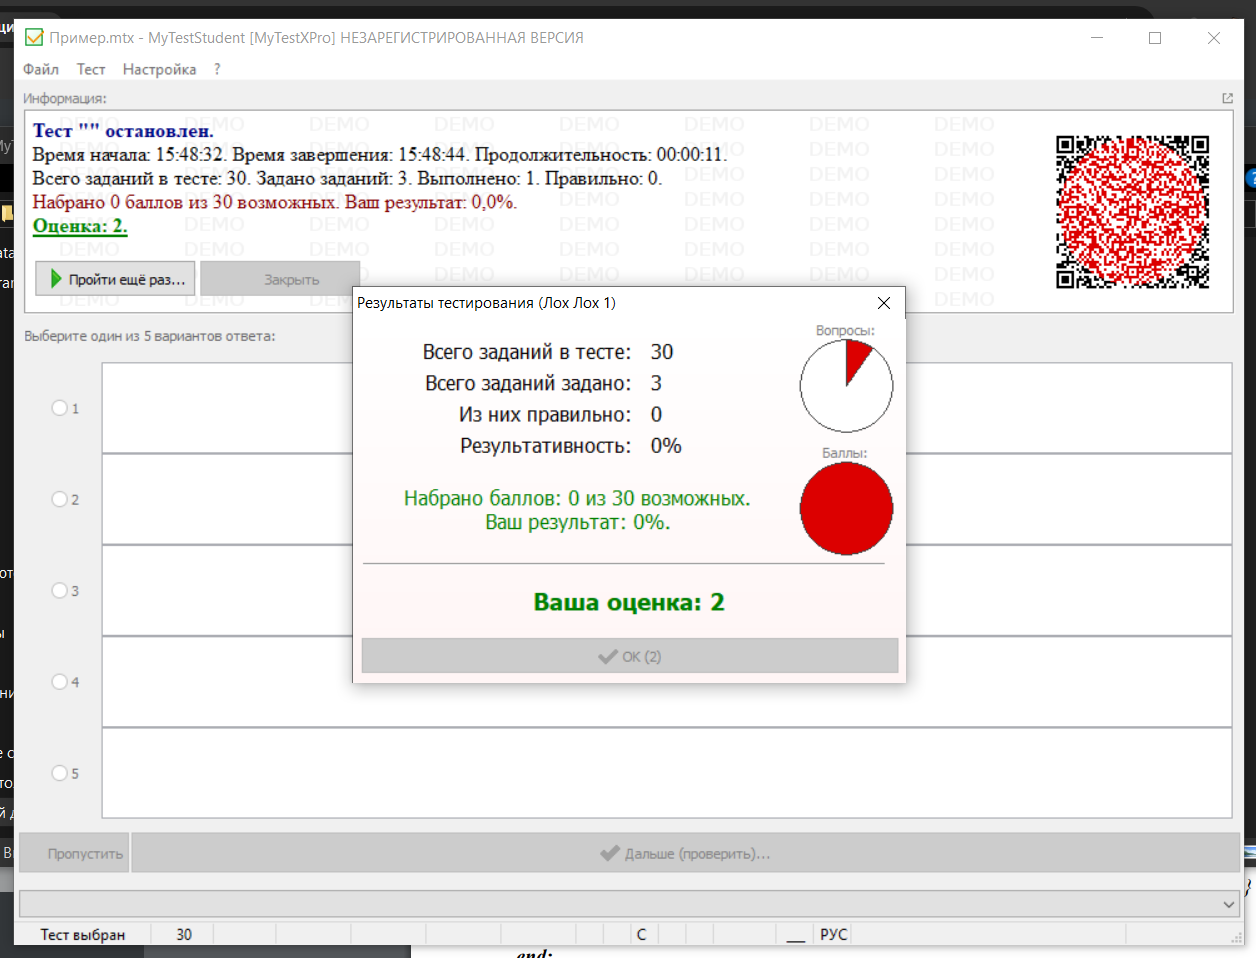 Пример.mtx - MyTestStudent [MyTestXPro] НЕЗАРЕГИСТРИРОВАННАЯ ВЕРСИЯ
Файл Тест Настройка ?
Информация:
DEMO DEMO DEMO DEMO DEMO DEMO DEMO DEMO
Тест "" остановлен.
Время начала: 15:48:32. Время завершения: 15:48:44. Продолжительность: 00:00:11.
Всего заданий в тесте: 30. Задано заданий: 3. Выполнено: 1. Правильно: 0.
Набрано 0 баллов из 30 возможных. Ваш результат: 0,0%.
Оценка: 2.
Пройти ещё раз... Закрыть
Выберите один из 5 вариантов ответа:
1
2
3
4
5
Результаты тестирования (Лох Лох 1)
Всего заданий в тесте: 30
Всего заданий задано: 3
Из них правильно: 0
Результативность: 0%
Вопросы:
Баллы:
Набрано баллов: 0 из 30 возможных.
Ваш результат: 0%.
Ваша оценка: 2
ОК (2)
Пропустить Дальше (проверить)...
Тест выбран 30 С __ РУС
end;